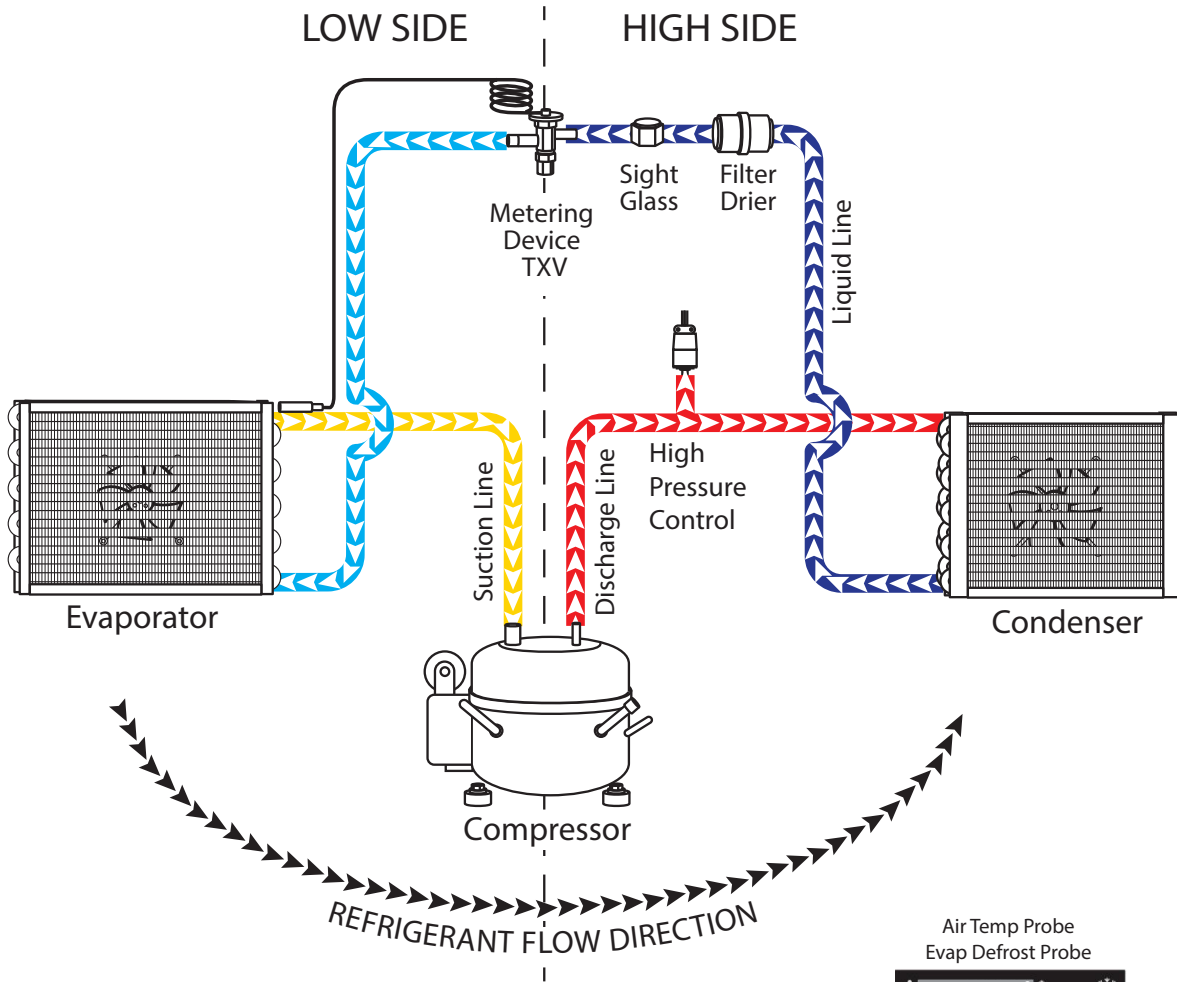 LOW SIDE
HIGH SIDE
Sight
Glass
Filter
Drier
Metering
Device
TXV
Liquid Line
High
Pressure
Control
Suction Line
Discharge Line
Evaporator
Condenser
Compressor
REFRIGERANT FLOW DIRECTION
Air Temp Probe
Evap Defrost Probe